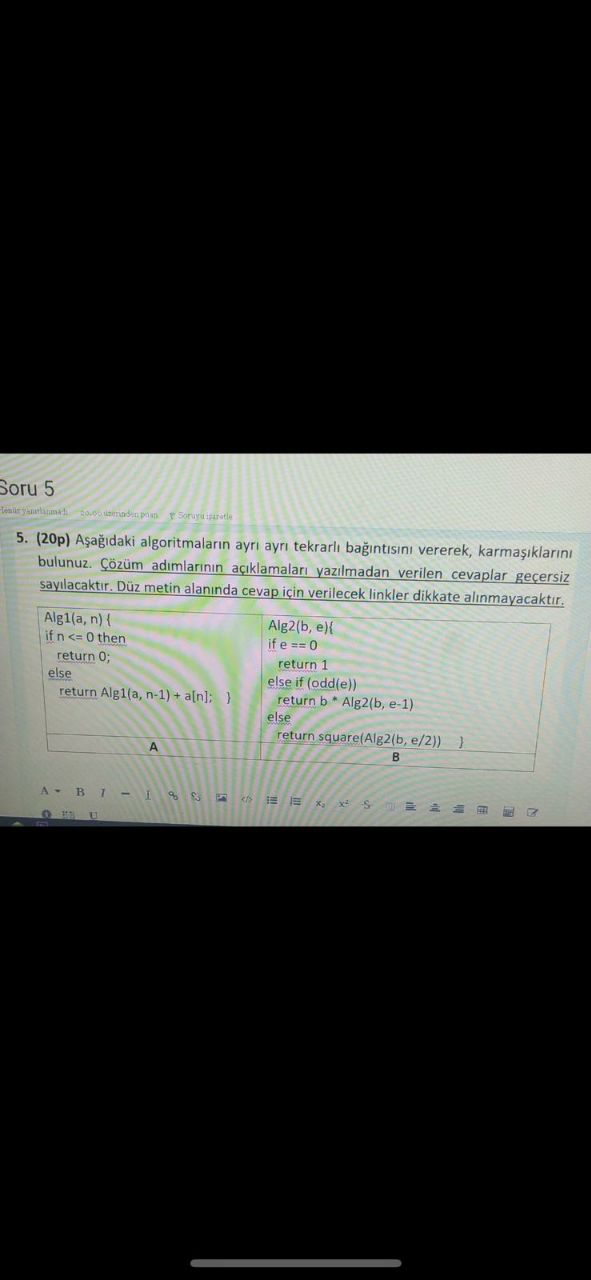 Soru 5
Henüz yanıtlanmadı 20,00 üzerinden puan Soruyu işaretle
5. (20p) Aşağıdaki algoritmaların ayrı ayrı tekrarlı bağıntısını vererek, karmaşıklarını
bulunuz. Çözüm adımlarının açıklamaları yazılmadan verilen cevaplar geçersiz
sayılacaktır. Düz metin alanında cevap için verilecek linkler dikkate alınmayacaktır.
Alg1(a, n) {
if n <= 0 then
return 0;
else
return Alg1(a, n-1) + a[n]; }
A
Alg2(b, e){
if e == 0
return 1
else if (odd(e))
return b * Alg2(b, e-1)
else
return square(Alg2(b, e/2)) }
B